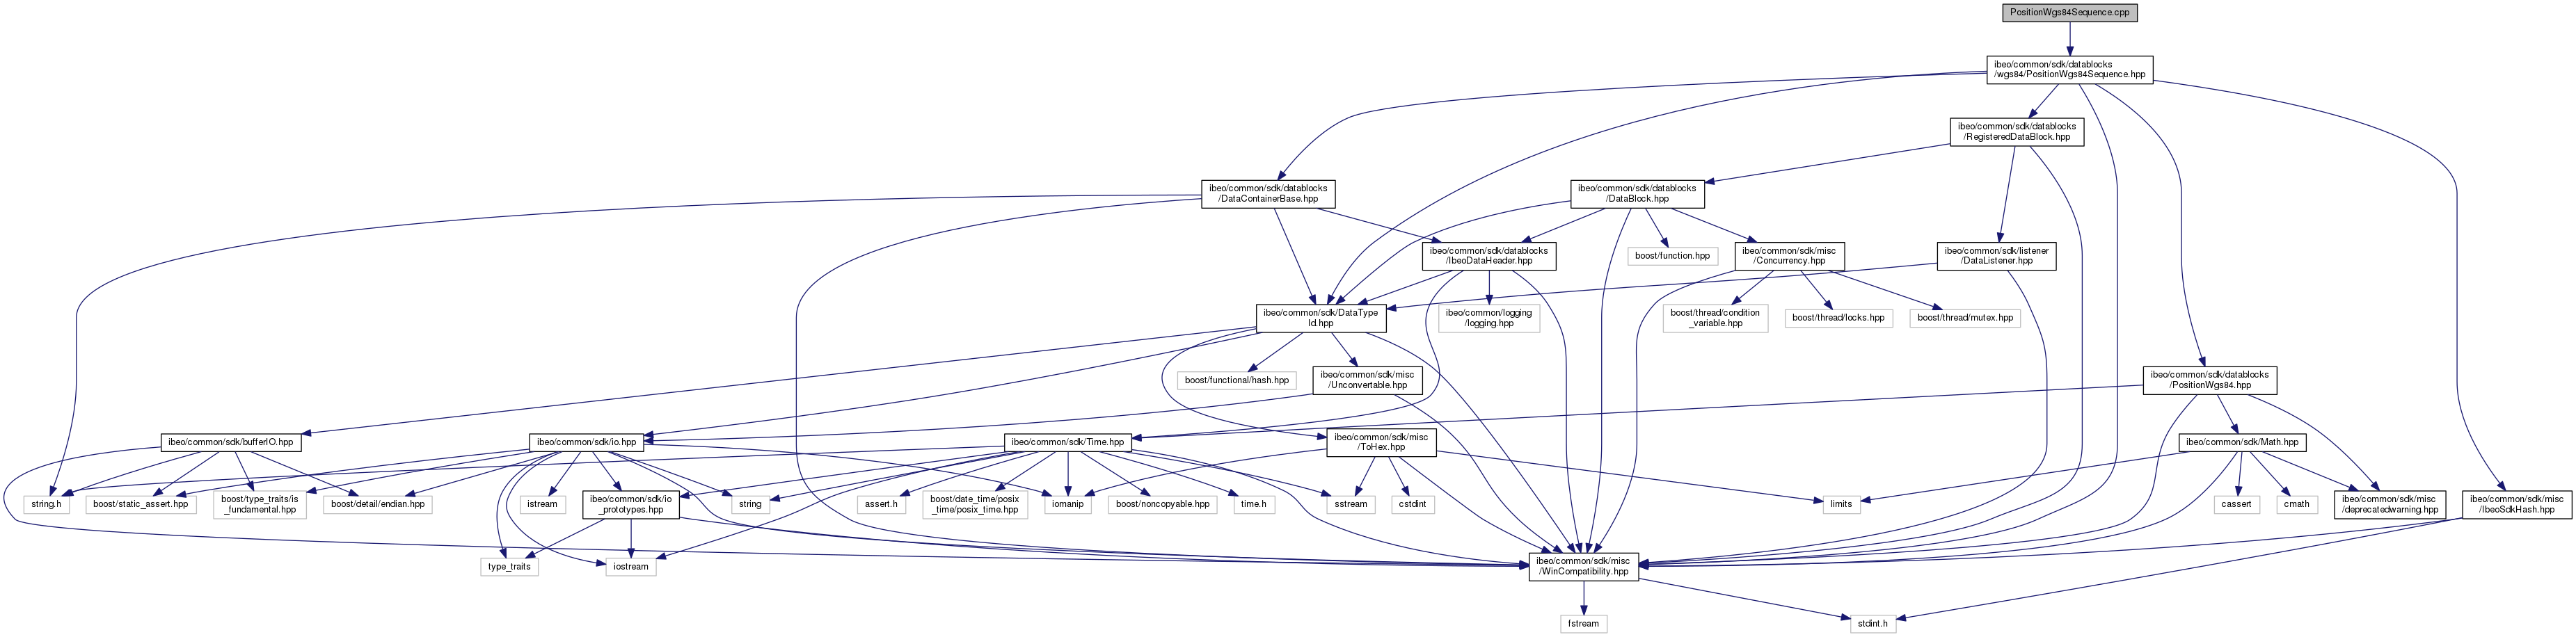 PositionWgs84Sequence.cpp
ibeo/common/sdk/datablocks
/wgs84/PositionWgs84Sequence.hpp
ibeo/common/sdk/datablocks
/RegisteredDataBlock.hpp
ibeo/common/sdk/datablocks
/DataContainerBase.hpp
ibeo/common/sdk/datablocks
/DataBlock.hpp
ibeo/common/sdk/datablocks
/IbeoDataHeader.hpp
boost/function.hpp
ibeo/common/sdk/misc
/Concurrency.hpp
ibeo/common/sdk/listener
/DataListener.hpp
ibeo/common/sdk/DataType
Id.hpp
ibeo/common/logging
/logging.hpp
boost/thread/condition
_variable.hpp
boost/thread/locks.hpp
boost/thread/mutex.hpp
boost/functional/hash.hpp
ibeo/common/sdk/misc
/Unconvertable.hpp
ibeo/common/sdk/datablocks
/PositionWgs84.hpp
ibeo/common/sdk/bufferIO.hpp
ibeo/common/sdk/io.hpp
ibeo/common/sdk/Time.hpp
ibeo/common/sdk/misc
/ToHex.hpp
ibeo/common/sdk/Math.hpp
string.h
boost/static_assert.hpp
boost/type_traits/is
_fundamental.hpp
boost/detail/endian.hpp
istream
ibeo/common/sdk/io
_prototypes.hpp
string
assert.h
boost/date_time/posix
_time/posix_time.hpp
iomanip
boost/noncopyable.hpp
time.h
sstream
cstdint
limits
cassert
cmath
ibeo/common/sdk/misc
/deprecatedwarning.hpp
ibeo/common/sdk/misc
/IbeoSdkHash.hpp
type_traits
iostream
ibeo/common/sdk/misc
/WinCompatibility.hpp
fstream
stdint.h